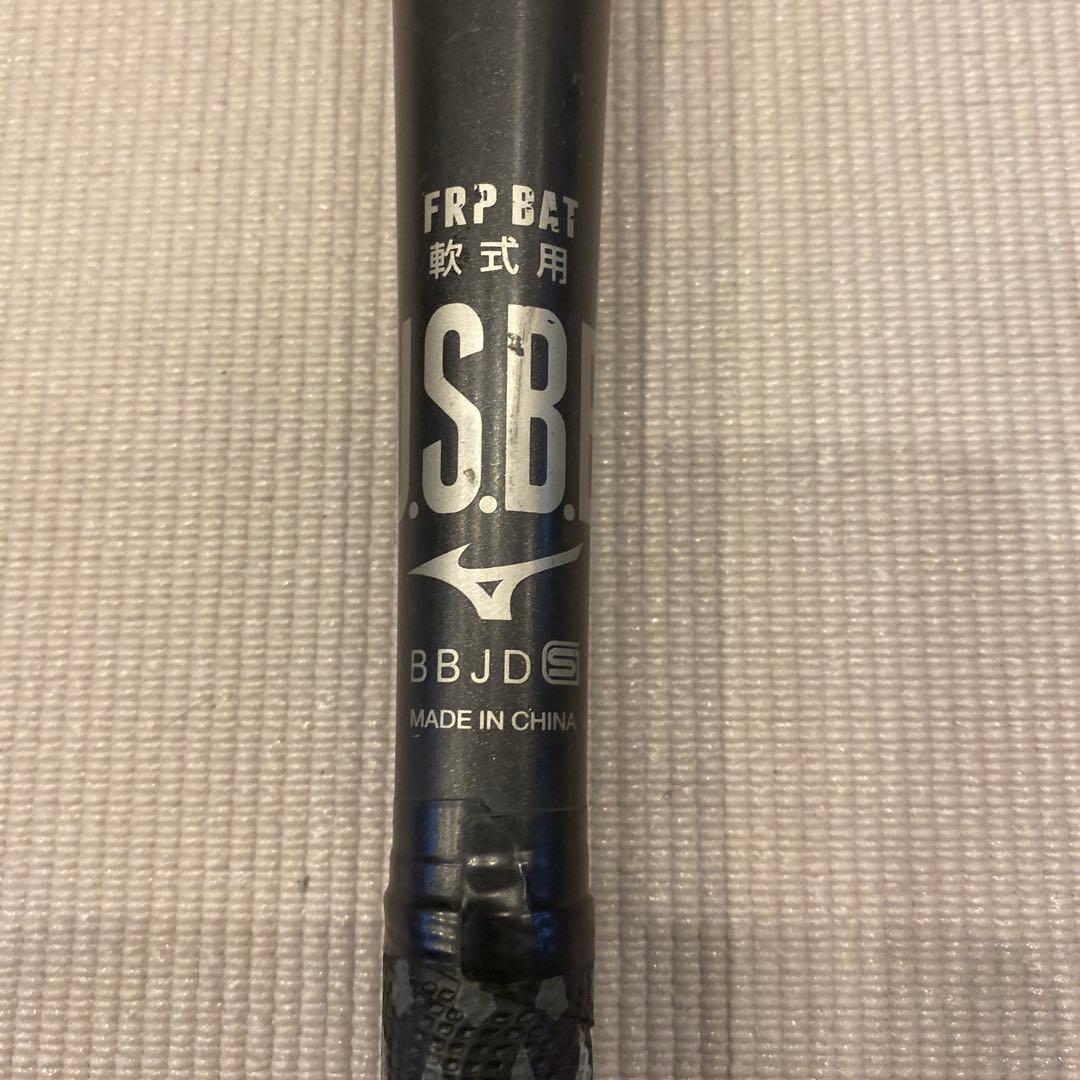 FRP BAT
軟式用
.S.B.
BBJD S
MADE IN CHINA